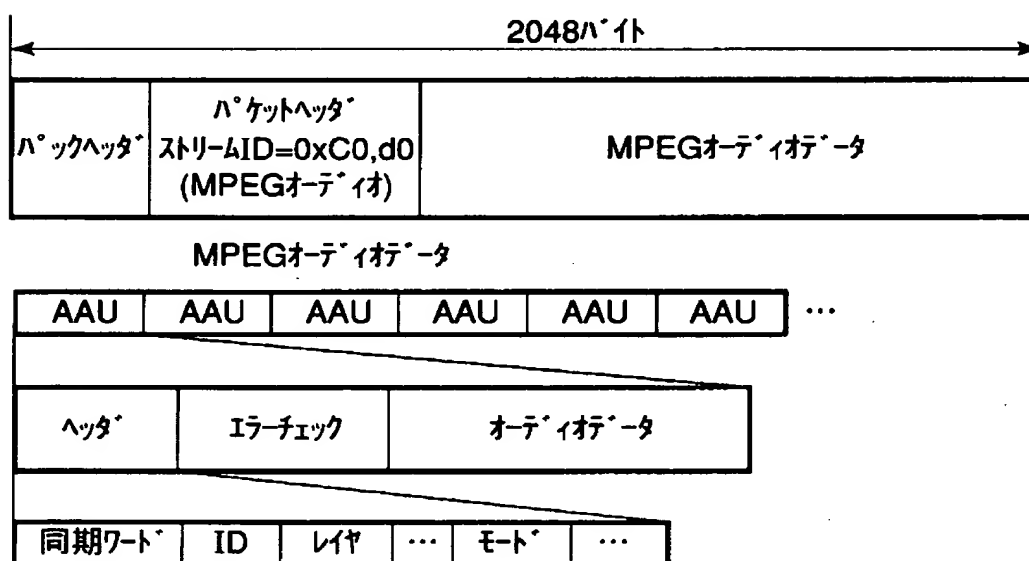 2048バイト
パックヘッダ
パケットヘッダ
ストリームID=0xC0,d0
(MPEGオーディオ)
MPEGオーディオデータ
MPEGオーディオデータ
AAU AAU AAU AAU AAU AAU …
ヘッダ エラーチェック オーディオデータ
同期ワード ID レイヤ … モード …